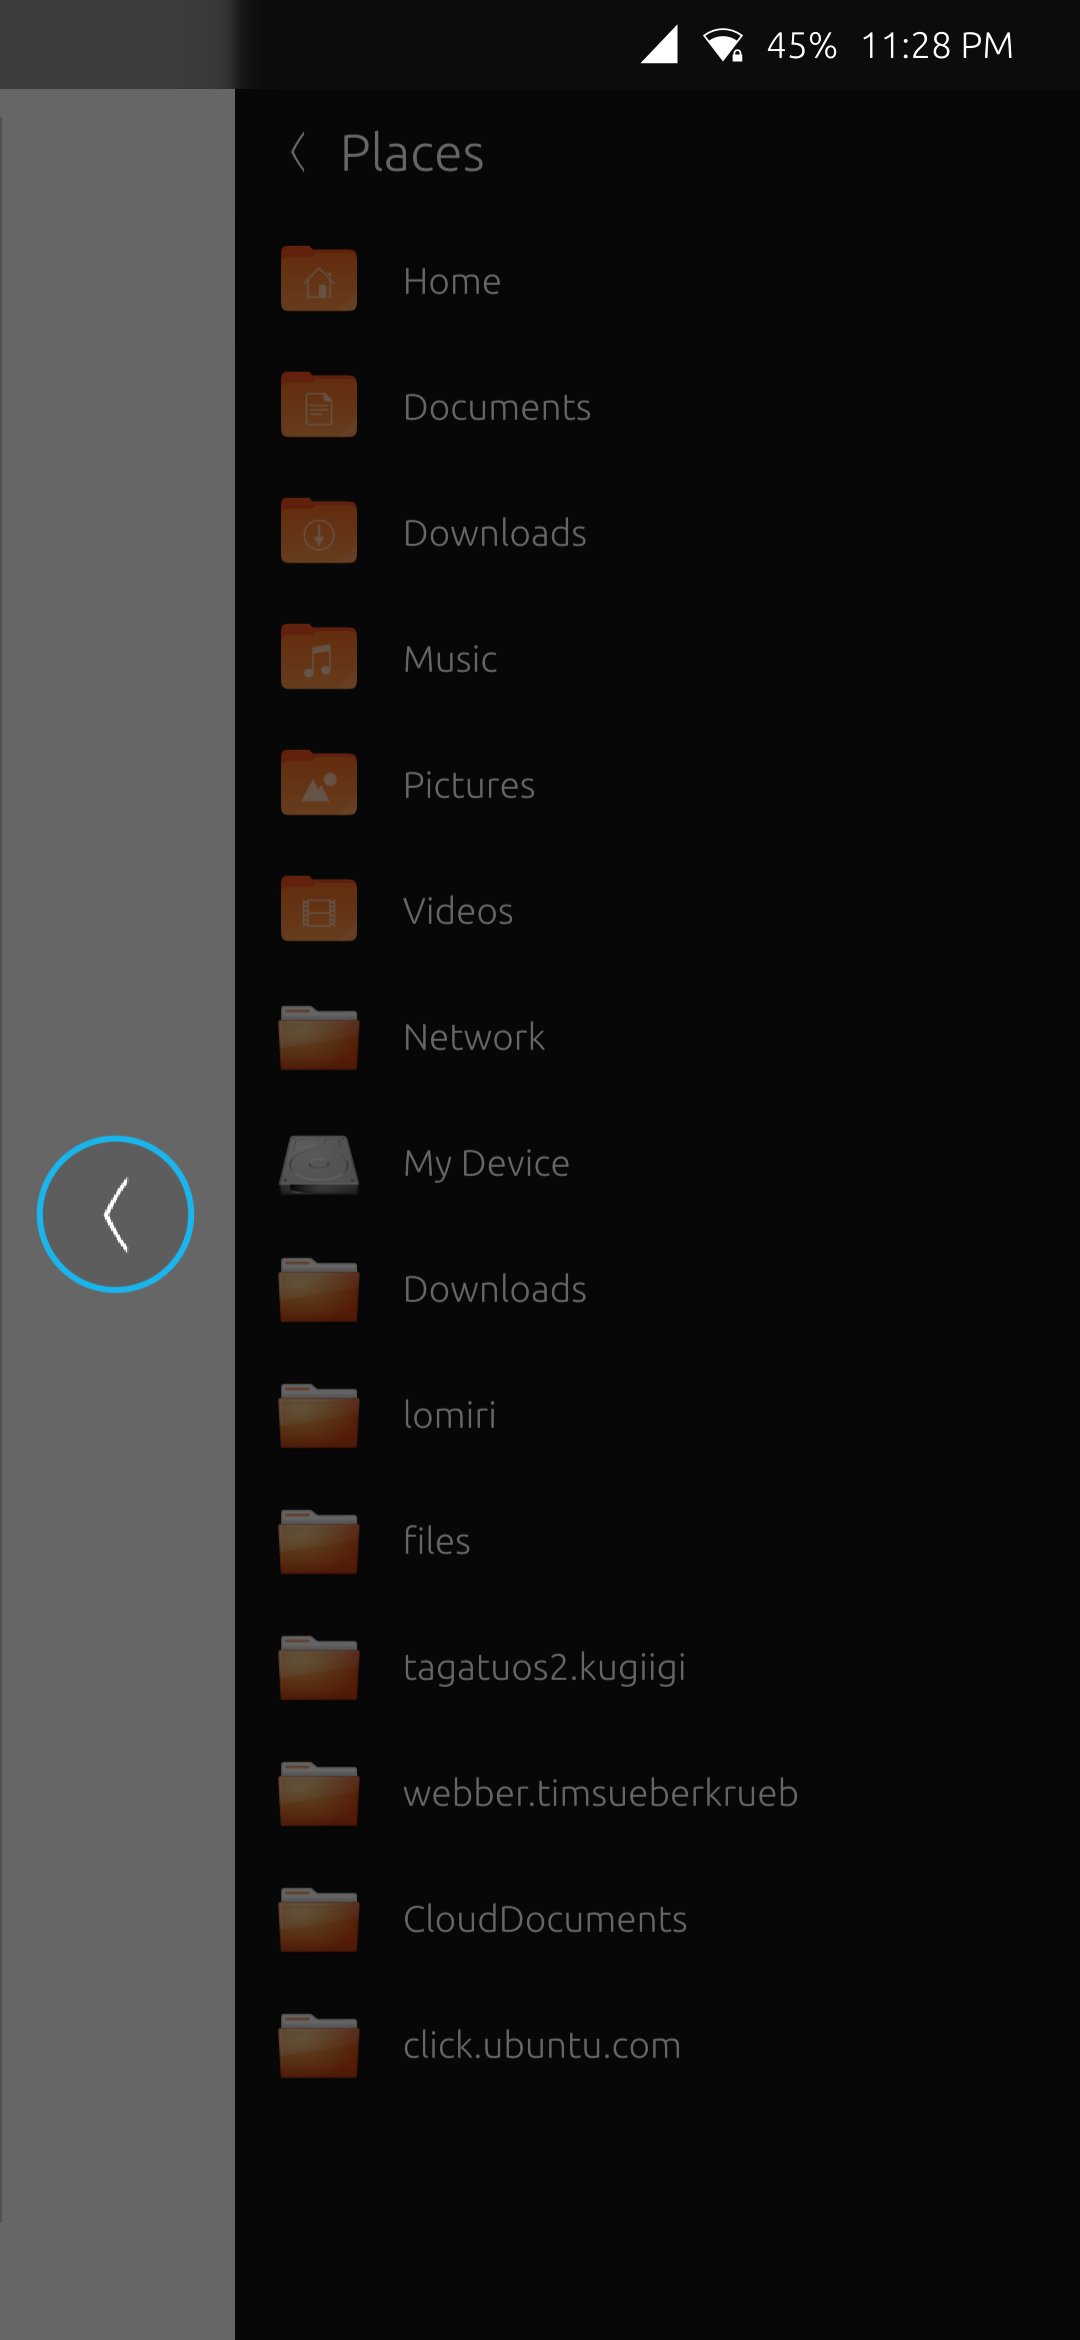 45% 11:28 PM
Places
Home
Documents
Downloads
Music
Pictures
Videos
Network
My Device
Downloads
lomiri
files
tagatuos2.kugiigi
webber.timsueberkrueb
CloudDocuments
click.ubuntu.com